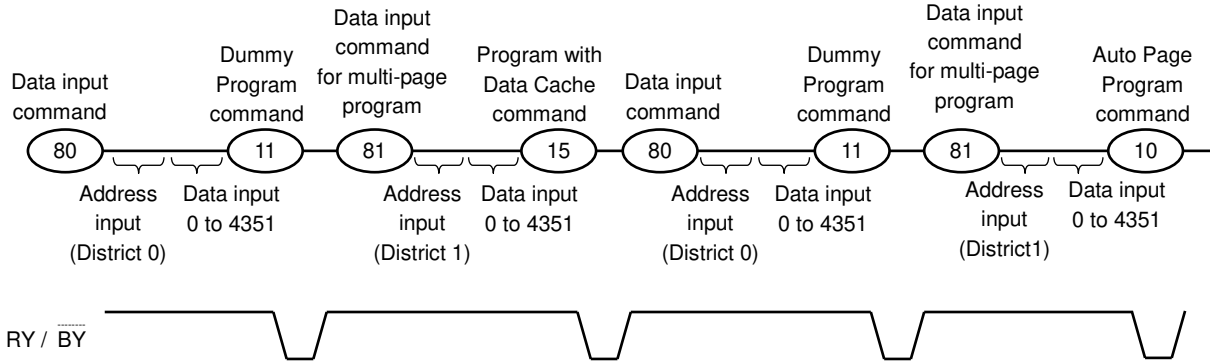 Data input
command
80
Address
input
(District 0)
Data input
0 to 4351
Dummy
Program
command
11
Data input
command
for multi-page
program
81
Address
input
(District 1)
Data input
0 to 4351
Program with
Data Cache
command
15
Data input
command
80
Address
input
(District 0)
Data input
0 to 4351
Dummy
Program
command
11
Data input
command
for multi-page
program
81
Address
input
(District1)
Data input
0 to 4351
Auto Page
Program
command
10
RY / BY